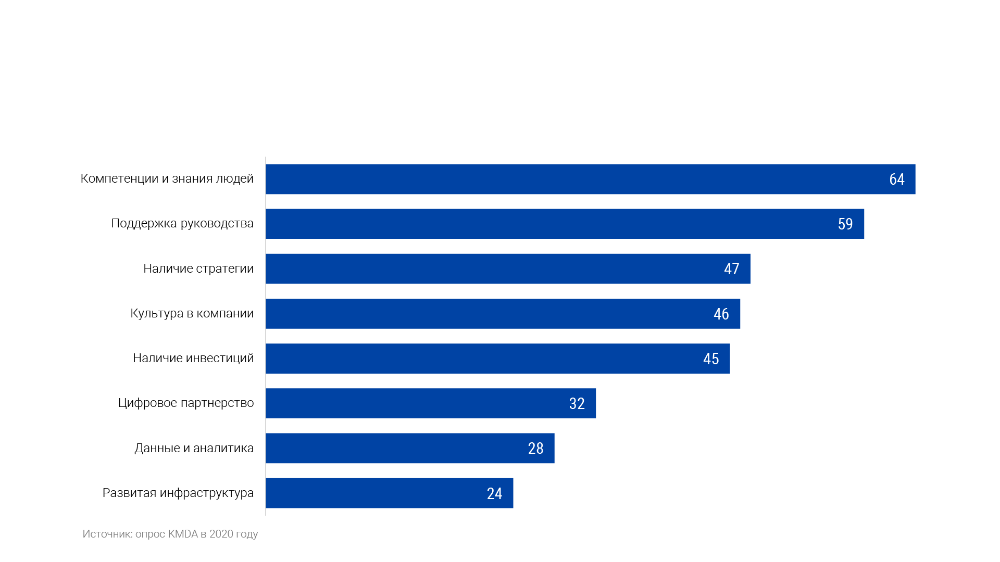 Компетенции и знания людей 64
Поддержка руководства 59
Наличие стратегии 47
Культура в компании 46
Наличие инвестиций 45
Цифровое партнерство 32
Данные и аналитика 28
Развитая инфраструктура 24
Источник: опрос KMDA в 2020 году